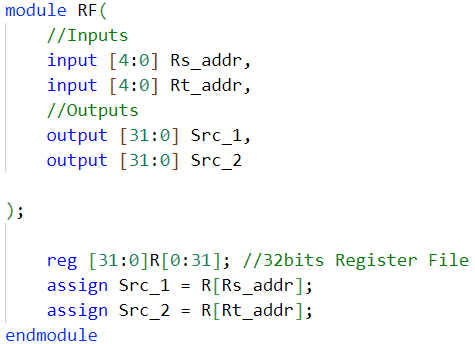 module RF(
//Inputs
input [4:0] Rs_addr,
input [4:0] Rt_addr,
//Outputs
output [31:0] Src_1,
output [31:0] Src_2
);
reg [31:0]R[0:31]; //32bits Register File
assign Src_1 = R[Rs_addr];
assign Src_2 = R[Rt_addr];
endmodule